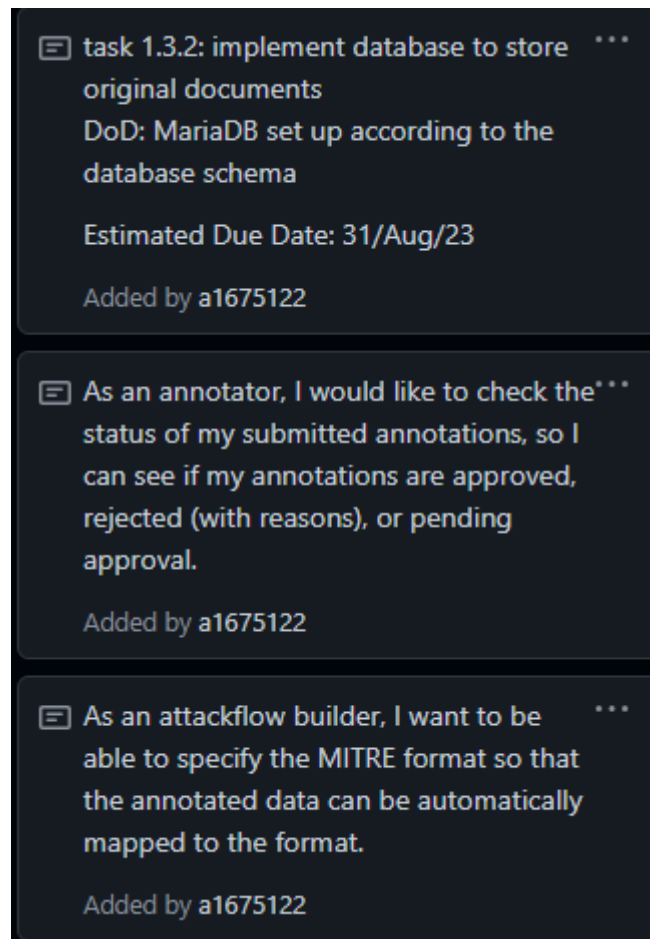 task 1.3.2: implement database to store
original documents
DoD: MariaDB set up according to the
database schema
Estimated Due Date: 31/Aug/23
Added by a1675122
As an annotator, I would like to check the
status of my submitted annotations, so I
can see if my annotations are approved,
rejected (with reasons), or pending
approval.
Added by a1675122
As an attackflow builder, I want to be
able to specify the MITRE format so that
the annotated data can be automatically
mapped to the format.
Added by a1675122